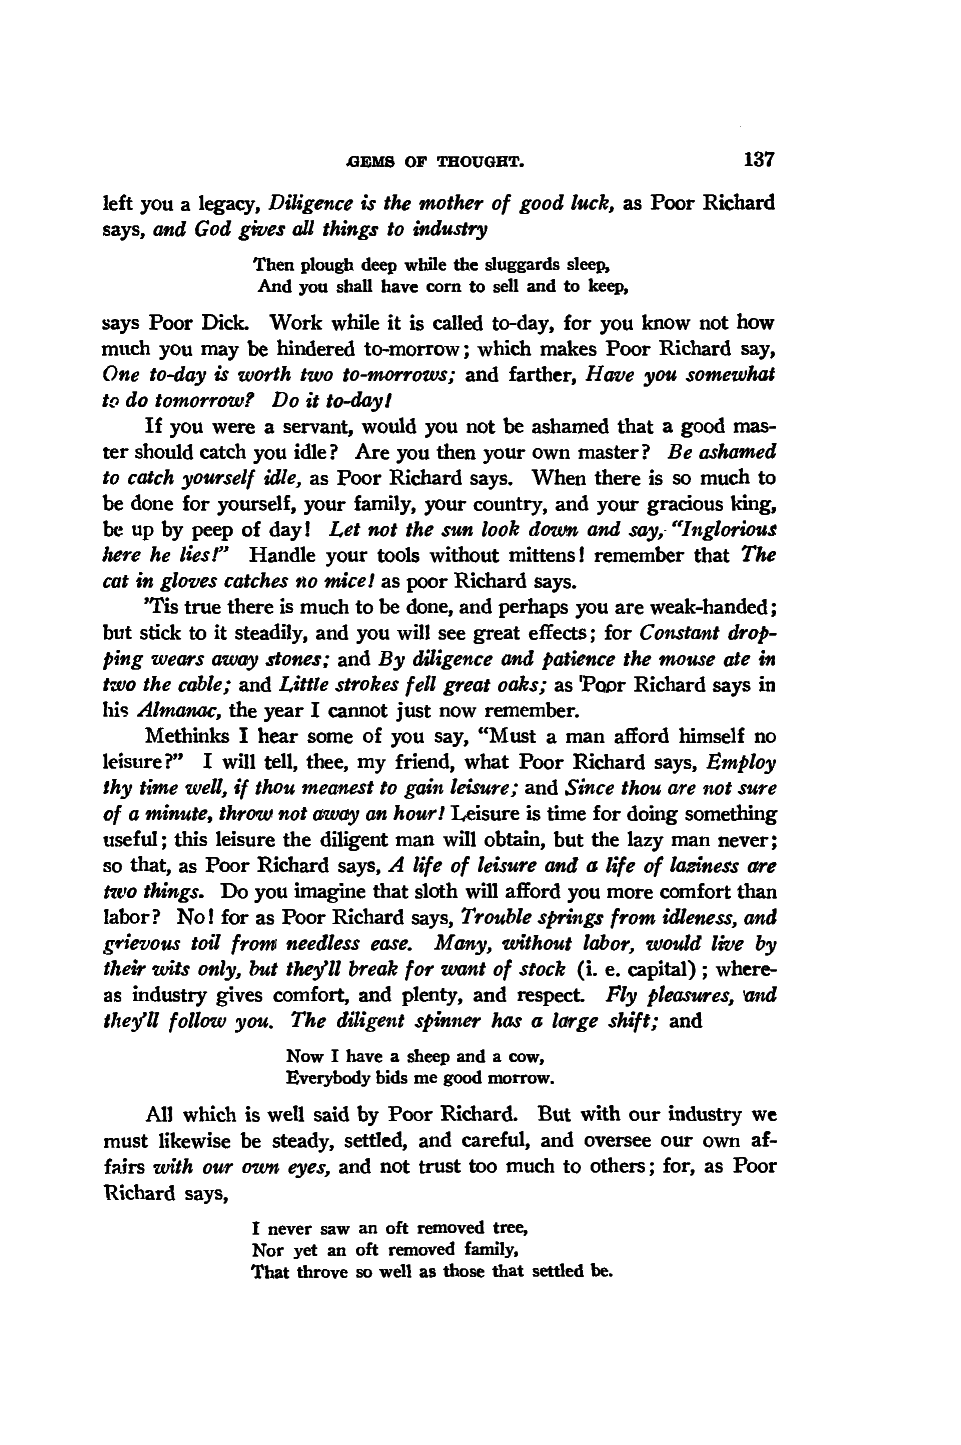 GEMS OF THOUGHT. 137
left you a legacy, Diligence is the mother of good luck, as Poor Richard
says, and God gives all things to industry
Then plough deep while the sluggards sleep,
And you shall have corn to sell and to keep,
says Poor Dick. Work while it is called to-day, for you know not how
much you may be hindered to-morrow; which makes Poor Richard say,
One to-day is worth two to-morrows; and farther, Have you somewhat
to do tomorrow? Do it to-day!
If you were a servant, would you not be ashamed that a good mas-
ter should catch you idle? Are you then your own master? Be ashamed
to catch yourself idle, as Poor Richard says. When there is so much to
be done for yourself, your family, your country, and your gracious king,
be up by peep of day! Let not the sun look down and say, “Inglorious
here he lies!” Handle your tools without mittens! remember that The
cat in gloves catches no mice! as poor Richard says.
’Tis true there is much to be done, and perhaps you are weak-handed;
but stick to it steadily, and you will see great effects; for Constant drop-
ping wears away stones; and By diligence and patience the mouse ate in
two the cable; and Little strokes fell great oaks; as Poor Richard says in
his Almanac, the year I cannot just now remember.
Methinks I hear some of you say, “Must a man afford himself no
leisure?” I will tell, thee, my friend, what Poor Richard says, Employ
thy time well, if thou meanest to gain leisure; and Since thou are not sure
of a minute, throw not away an hour! Leisure is time for doing something
useful; this leisure the diligent man will obtain, but the lazy man never;
so that, as Poor Richard says, A life of leisure and a life of laziness are
two things. Do you imagine that sloth will afford you more comfort than
labor? No! for as Poor Richard says, Trouble springs from idleness, and
grievous toil from needless ease. Many, without labor, would live by
their wits only, but they’ll break for want of stock (i. e. capital); where-
as industry gives comfort, and plenty, and respect. Fly pleasures, and
they’ll follow you. The diligent spinner has a large shift; and
Now I have a sheep and a cow,
Everybody bids me good morrow.
All which is well said by Poor Richard. But with our industry we
must likewise be steady, settled, and careful, and oversee our own af-
fairs with our own eyes, and not trust too much to others; for, as Poor
Richard says,
I never saw an oft removed tree,
Nor yet an oft removed family,
That throve so well as those that settled be.